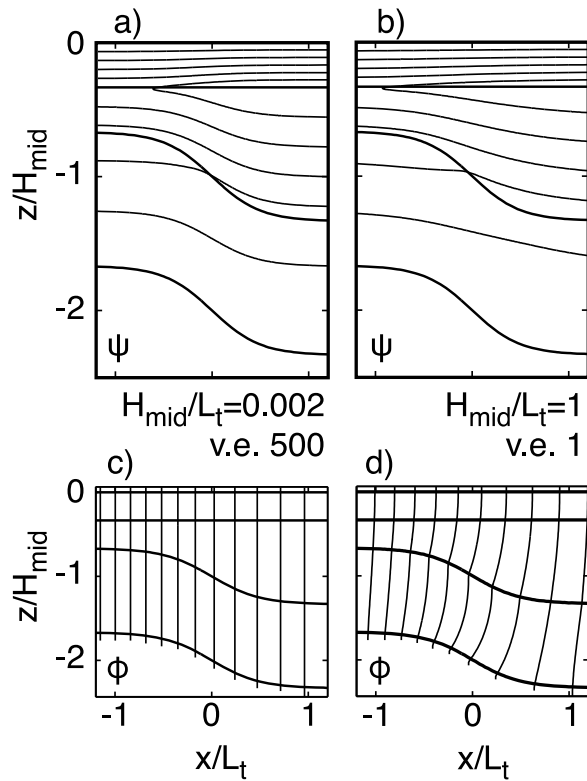 a) b)
0
-1
-2
z/H_mid
ψ ψ
H_mid/L_t=0.002 H_mid/L_t=1
v.e. 500 v.e. 1
c) d)
0
-1
-2
z/H_mid
ϕ ϕ
-1 0 1 -1 0 1
x/L_t x/L_t